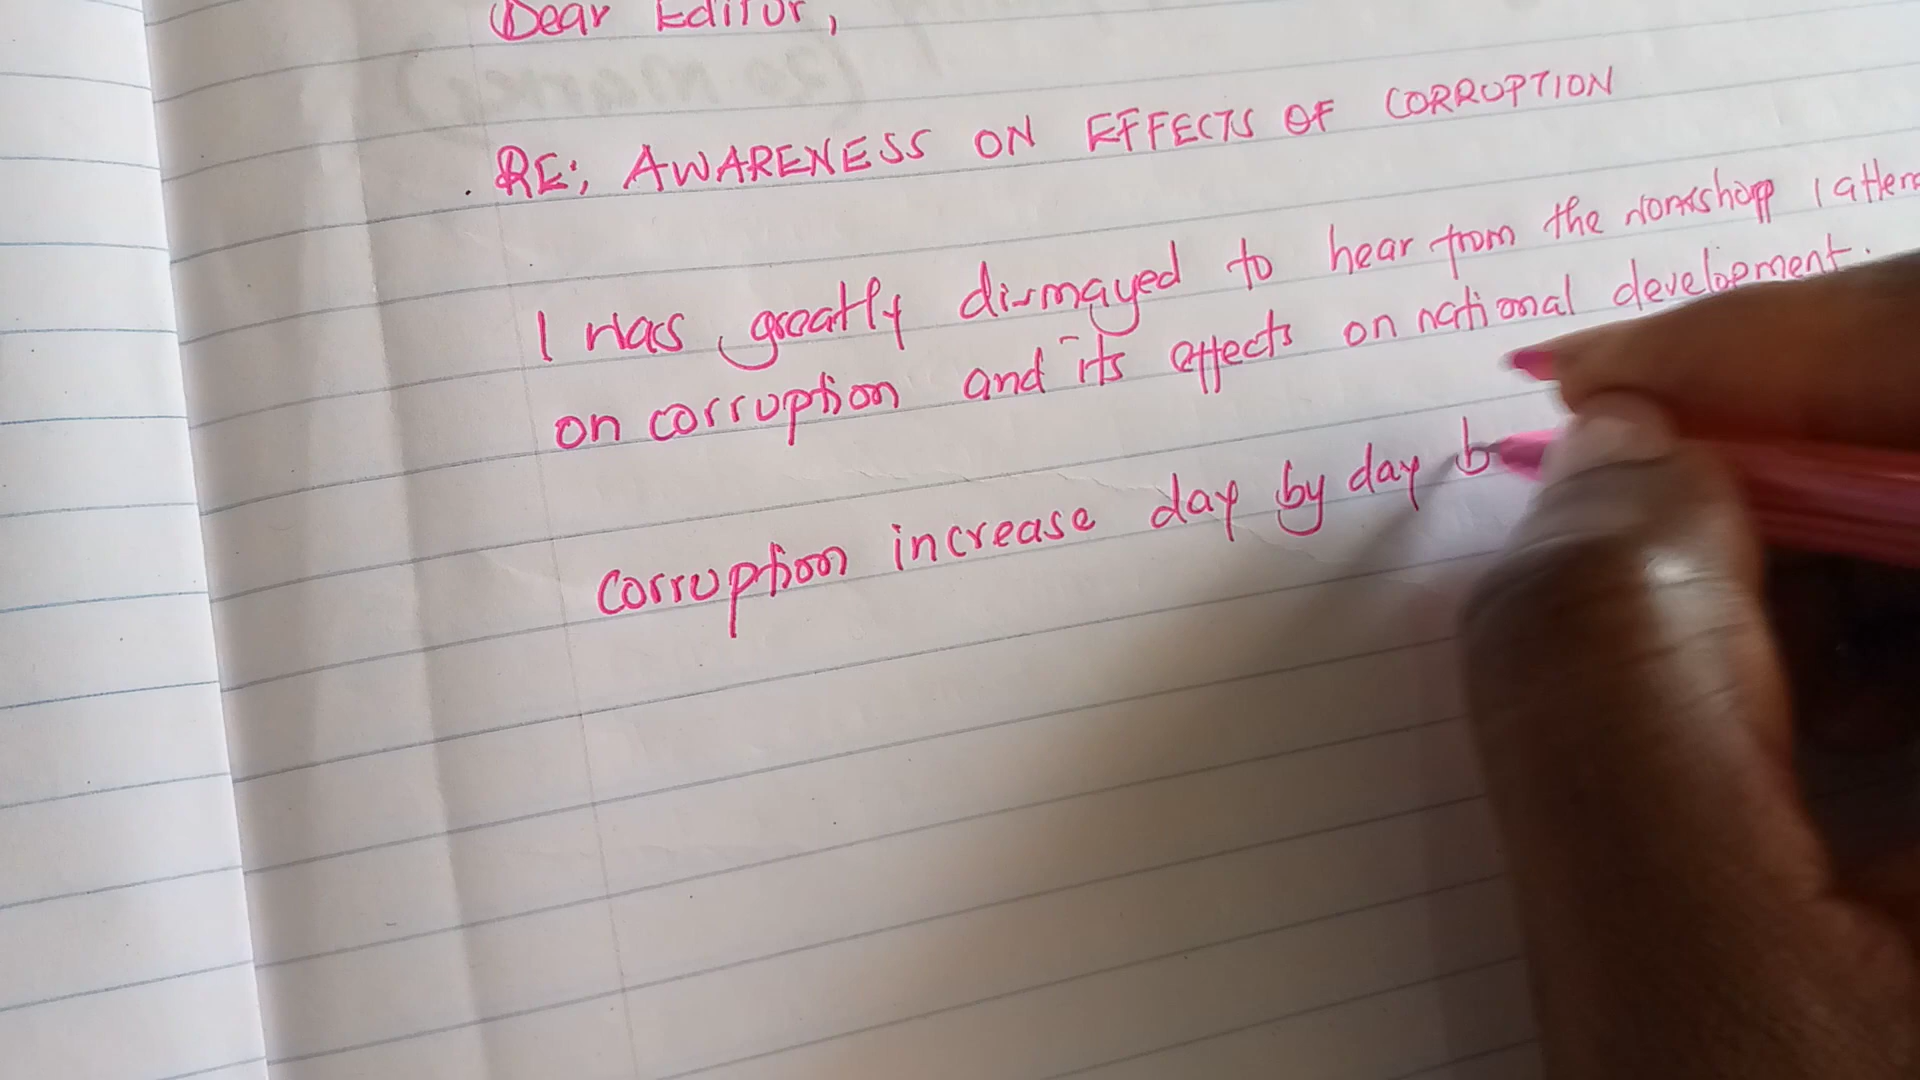 Dear Editor,
RE: AWARENESS ON EFFECTS OF CORRUPTION
I was greatly dismayed to hear from the workshop I atten
on corruption and its effects on national development.
Corruption increase day by day b